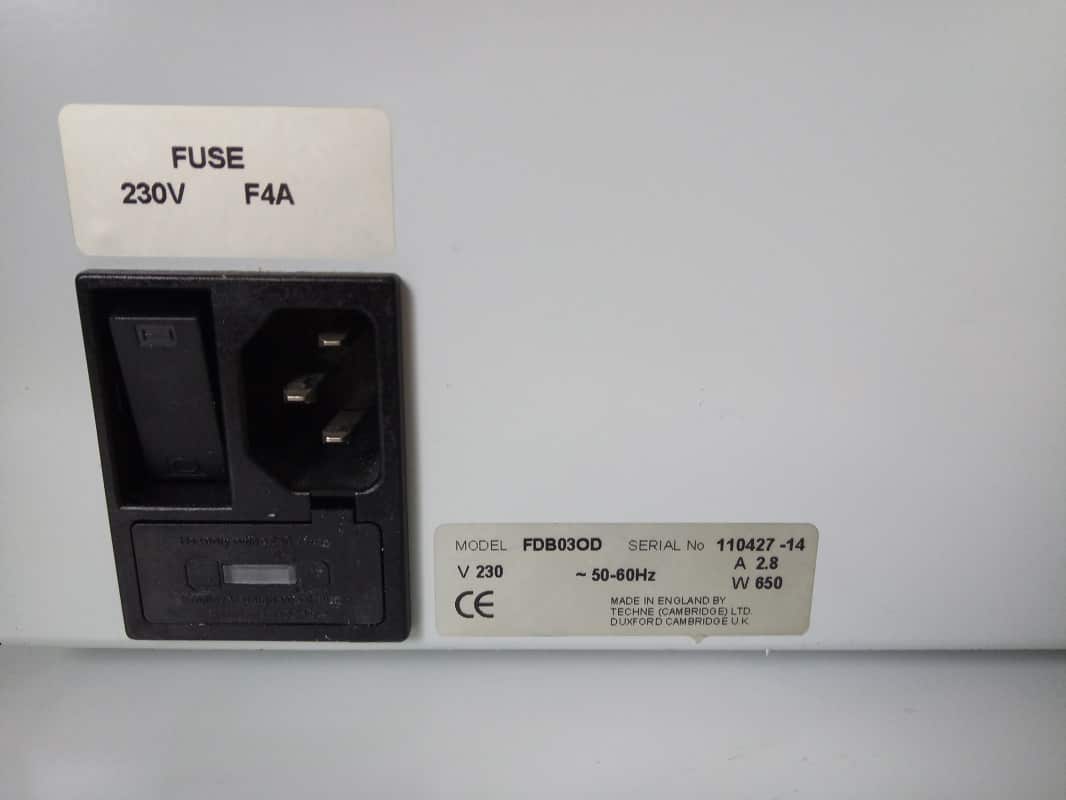 FUSE
230V F4A
MODEL FDB03OD SERIAL No 110427 -14
V 230 ~ 50-60Hz A 2.8
W 650
CE
MADE IN ENGLAND BY
TECHNE (CAMBRIDGE) LTD.
DUXFORD CAMBRIDGE U.K.